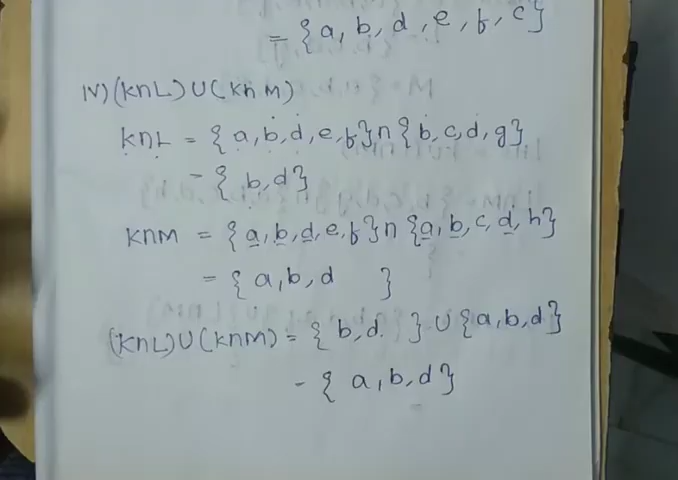 = {a, b, d, e, f, c}
IV) (K∩L) ∪ (K∩M)
K∩L = {a, b, d, e, f} ∩ {b, c, d, g}
= {b, d}
K∩M = {a, b, d, e, f} ∩ {a, b, c, d, h}
= {a, b, d }
(K∩L) ∪ (K∩M) = {b, d } ∪ {a, b, d}
= {a, b, d}